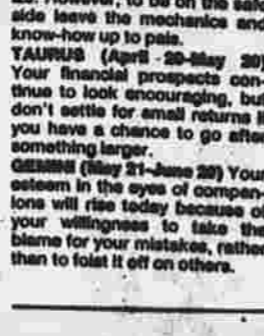 However, to be on the safe
side leave the mechanics and
know-how up to pals.
TAURUS (April 20-May 20)
Your financial prospects con-
tinue to look encouraging, but
don't settle for small returns if
you have a chance to go after
something larger.
GEMINI (May 21-June 20) Your
esteem in the eyes of compan-
ions will rise today because of
your willingness to take the
blame for your mistakes, rather
than to foist it off on others.